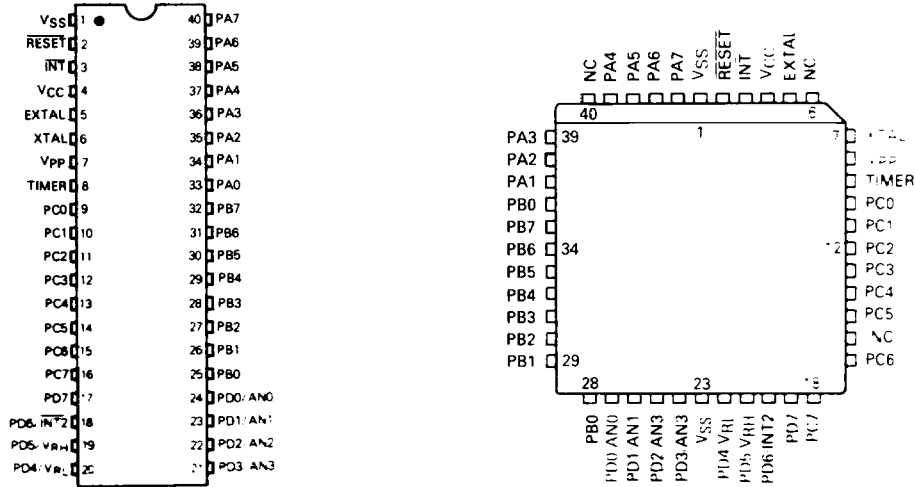 VSS 1 40 PA7
RESET 2 39 PA6
INT 3 38 PA5
VCC 4 37 PA4
EXTAL 5 36 PA3
XTAL 6 35 PA2
VPP 7 34 PA1
TIMER 8 33 PA0
PC0 9 32 PB7
PC1 10 31 PB6
PC2 11 30 PB5
PC3 12 29 PB4
PC4 13 28 PB3
PC5 14 27 PB2
PC6 15 26 PB1
PC7 16 25 PB0
PD7 17 24 PD0/AN0
PD6/INT2 18 23 PD1/AN1
PD5/VRH 19 22 PD2/AN2
PD4/VRL 20 21 PD3/AN3
NC PA4 PA5 PA6 PA7 VSS RESET INT VCC EXTAL NC
40 1 6
PA3 39 7
PA2
PA1 TIMER
PB0 PC0
PB7 PC1
PB6 34 12 PC2
PB5 PC3
PB4 PC4
PB3 PC5
PB2 NC
PB1 29 PC6
28 23 18
PB0 PD0/AN0 PD1/AN1 PD2/AN3 PD3/AN3 VSS PD4/VRL PD5/VRH PD6/INT2 PD7 PC7